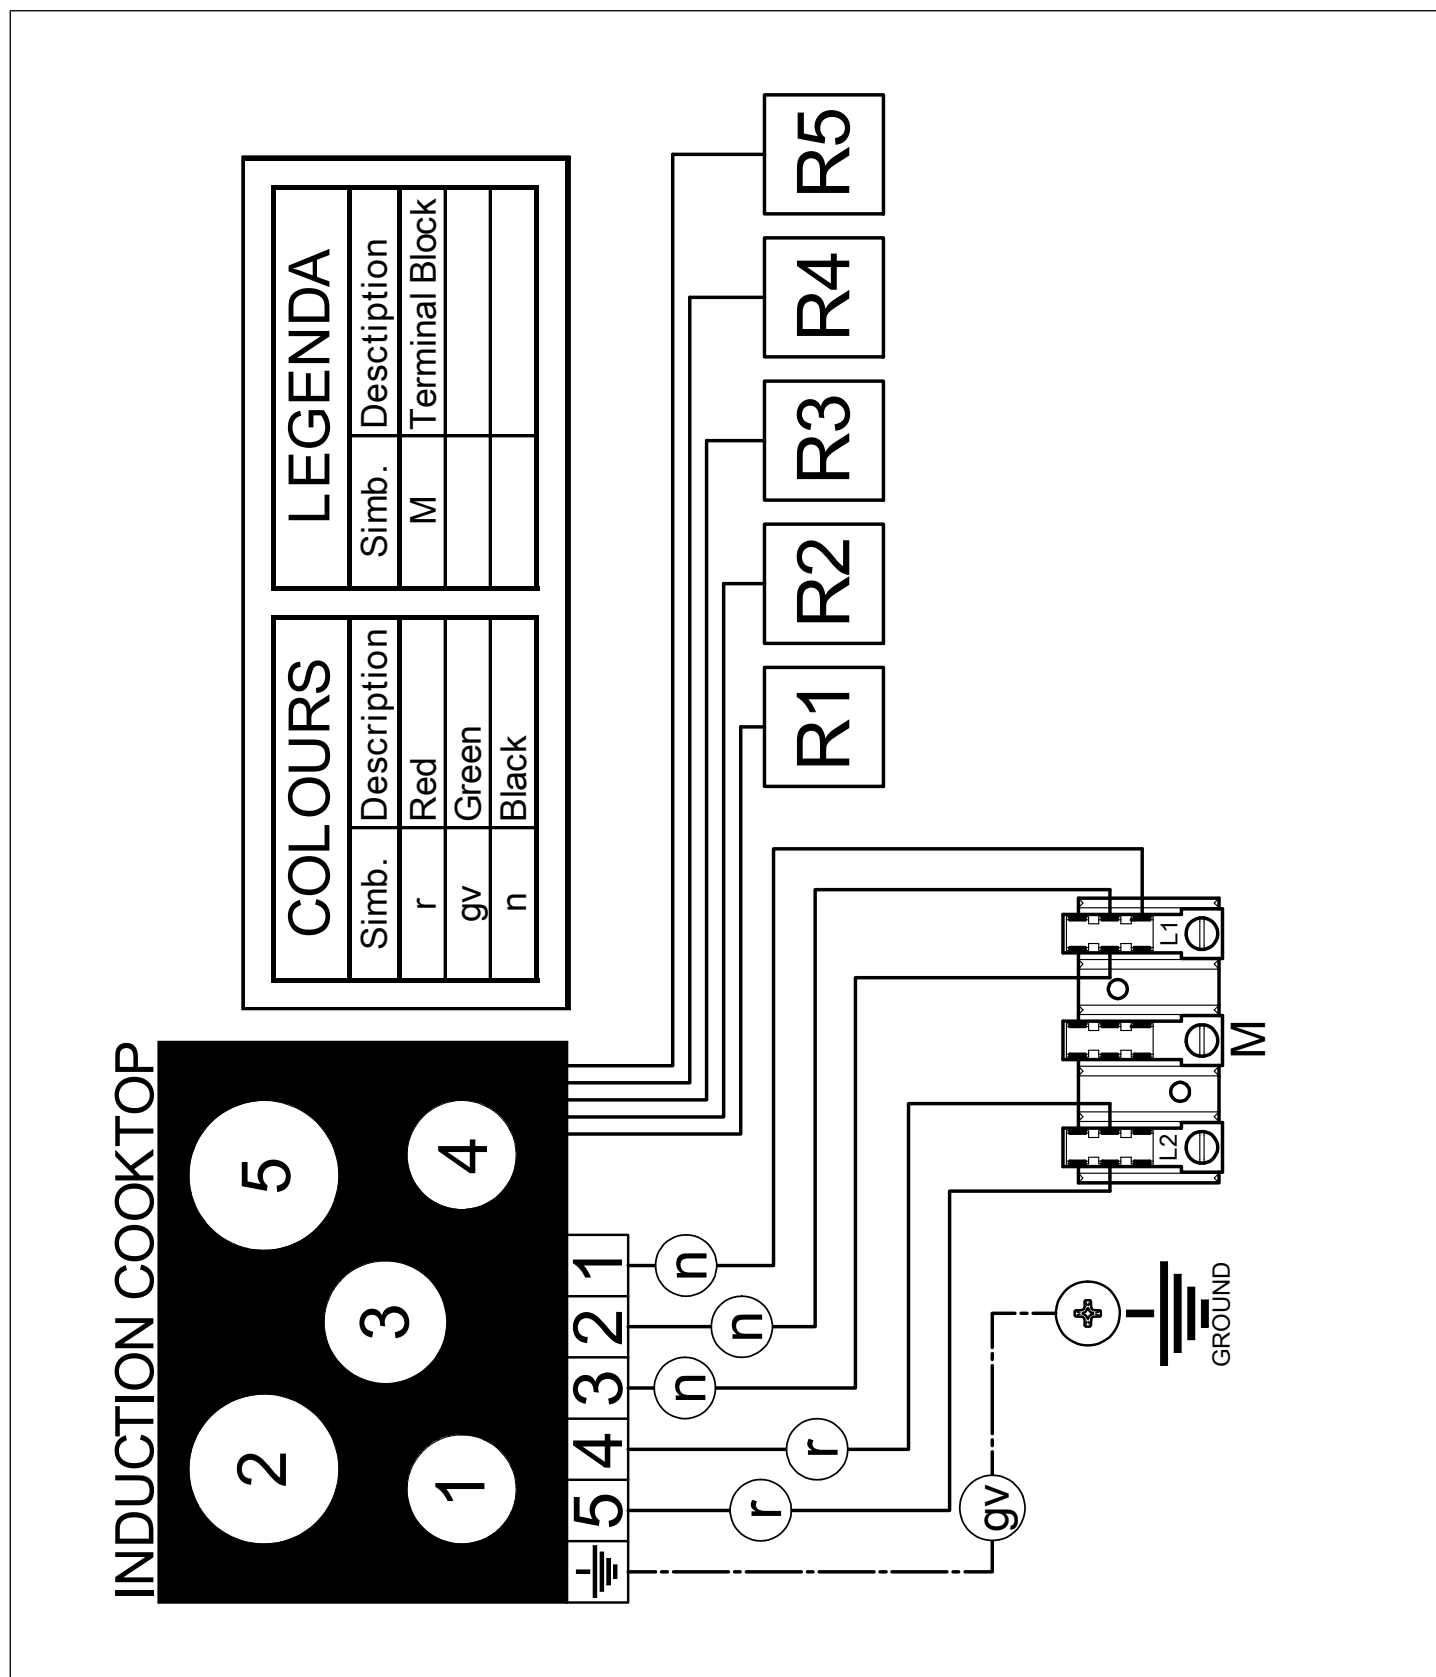 INDUCTION COOKTOP
2
5
3
1
4
5
4
3
2
1
COLOURS
Simb. Description
r Red
gv Green
n Black
LEGENDA
Simb. Desctiption
M Terminal Block
r
r
n
n
n
gv
R1
R2
R3
R4
R5
L2
L1
M
GROUND